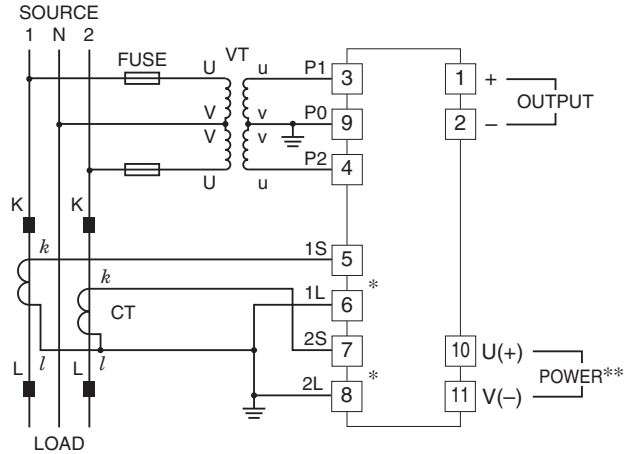 SOURCE
1 N 2
FUSE
VT
U u P1 3 1 +
OUTPUT
V v P0 9 2 –
V v
P2 4
U u
K K
k 1S 5
k 1L 6 *
CT
2S 7 10 U(+)
POWER**
L l L l 2L 8 * 11 V(–)
LOAD